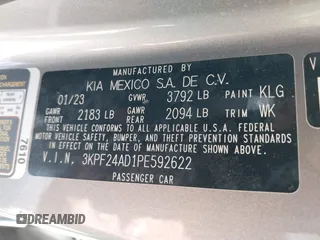 MANUFACTURED BY
KIA MEXICO S.A. DE C.V.
01/23 GVWR 3792 LB PAINT KLG
GAWR FRONT 2183 LB GAWR REAR 2094 LB TRIM WK
THIS VEHICLE CONFORMS TO ALL APPLICABLE U.S. FEDERAL
MOTOR VEHICLE SAFETY, BUMPER, AND THEFT PREVENTION
STANDARDS IN EFFECT ON THE DATE OF MANUFACTURE SHOWN ABOVE.
V.I.N. 3KPF24AD1PE592622
PASSENGER CAR
7610
DREAMBID